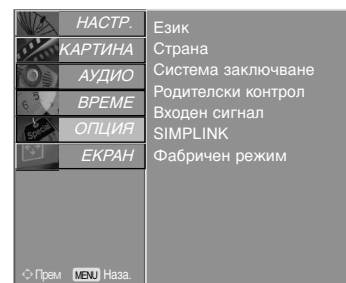 НАСТР.
КАРТИНА
АУДИО
ВРЕМЕ
ОПЦИЯ
ЕКРАН
Език
Страна
Система заключване
Родителски контрол
Входен сигнал
SIMPLINK
Фабричен режим
Прем MENU Наза.